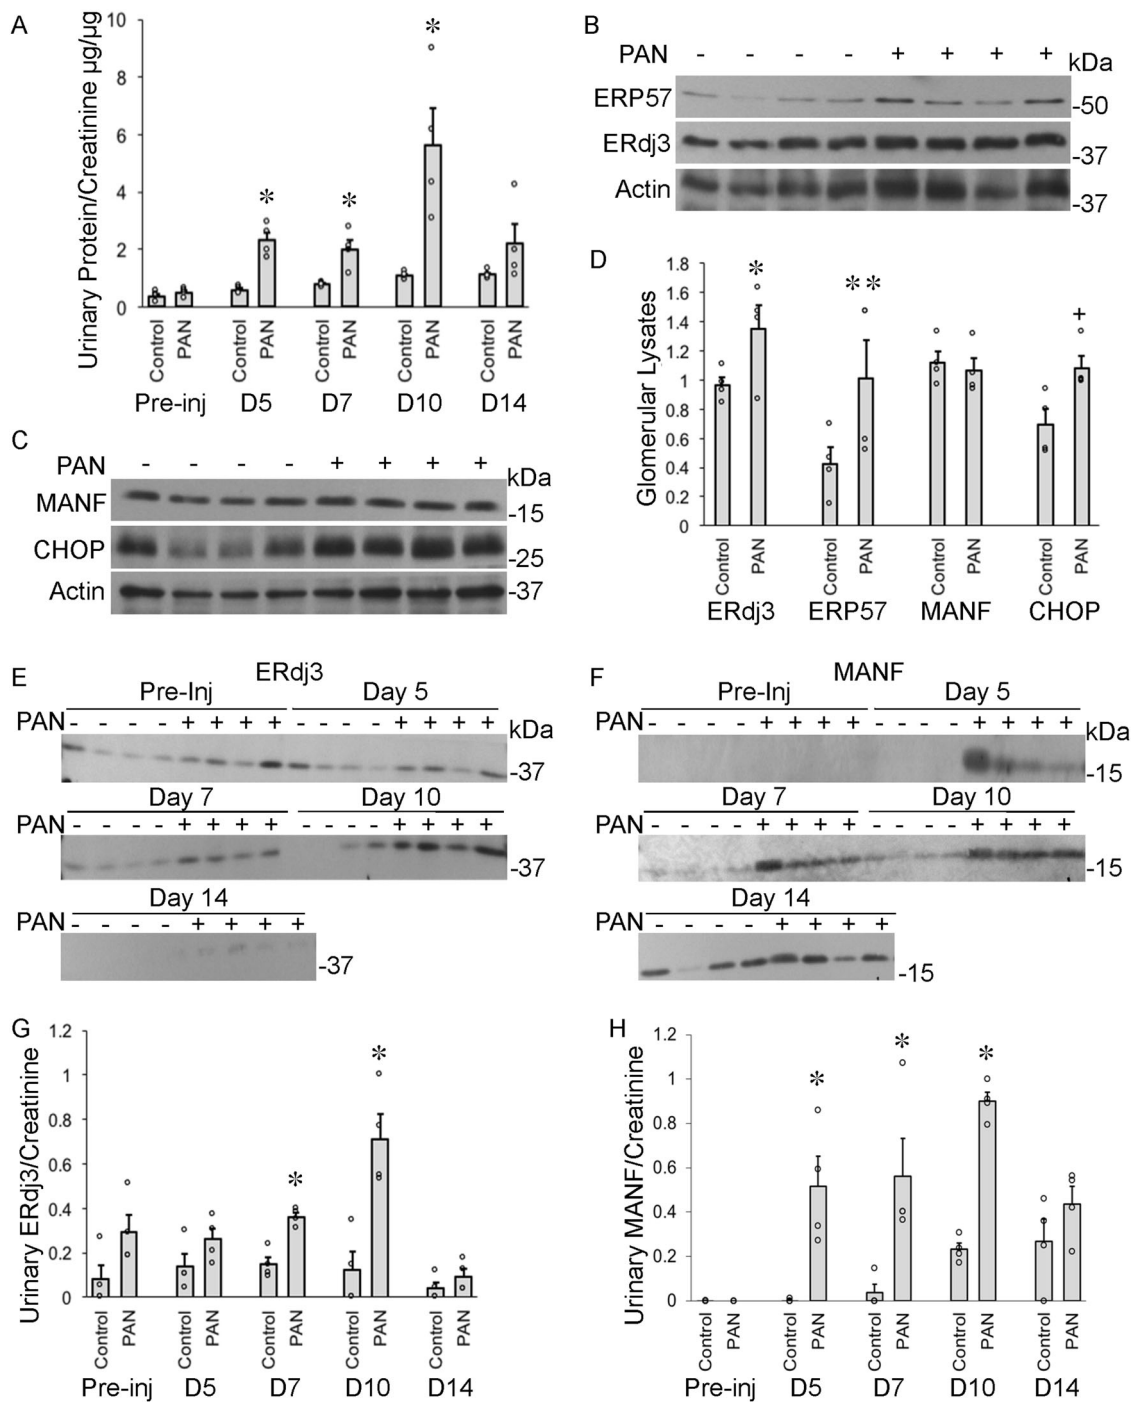 A
Urinary Protein/Creatinine µg/µg
10
8
6
4
2
0
*
*
*
Control
PAN
Control
PAN
Control
PAN
Control
PAN
Control
PAN
Pre-inj D5 D7 D10 D14
B
PAN - - - - + + + + kDa
ERP57 -50
ERdj3 -37
Actin -37
C
PAN - - - - + + + + kDa
MANF -15
CHOP -25
Actin -37
D
Glomerular Lysates
1.8
1.6
1.4
1.2
1
0.8
0.6
0.4
0.2
0
*
**
+
Control
PAN
Control
PAN
Control
PAN
Control
PAN
ERdj3 ERP57 MANF CHOP
E
ERdj3
Pre-Inj Day 5
PAN - - - - + + + + - - - - + + + + kDa
-37
Day 7 Day 10
PAN - - - - + + + + - - - - + + + +
-37
Day 14
PAN - - - - + + + +
-37
F
MANF
Pre-Inj Day 5
PAN - - - - + + + + - - - - + + + + kDa
-15
Day 7 Day 10
PAN - - - - + + + + - - - - + + + +
-15
Day 14
PAN - - - - + + + +
-15
G
Urinary ERdj3/Creatinine
1.2
1
0.8
0.6
0.4
0.2
0
*
*
Control
PAN
Control
PAN
Control
PAN
Control
PAN
Control
PAN
Pre-inj D5 D7 D10 D14
H
Urinary MANF/Creatinine
1.2
1
0.8
0.6
0.4
0.2
0
*
*
*
Control
PAN
Control
PAN
Control
PAN
Control
PAN
Control
PAN
Pre-inj D5 D7 D10 D14